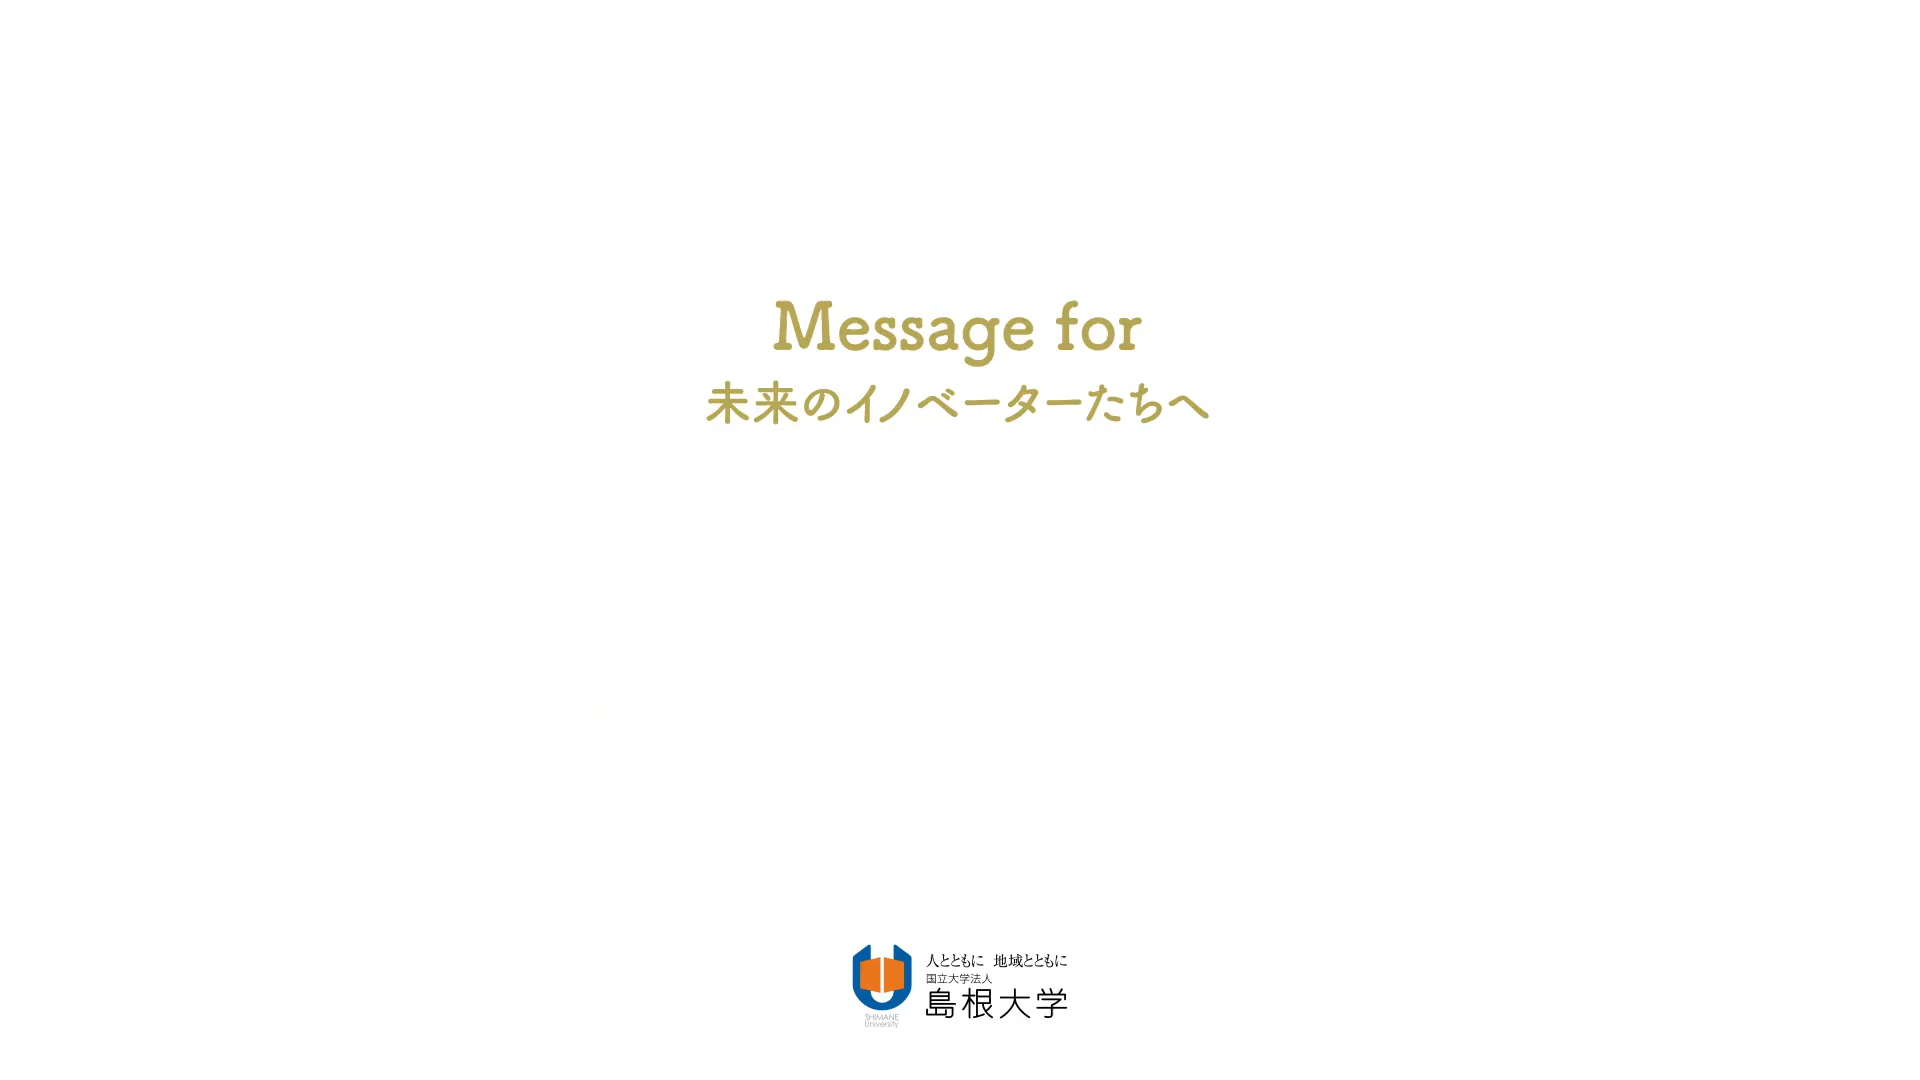 Message for
未来のイノベーターたちへ
人とともに 地域とともに
国立大学法人
島根大学
SHIMANE
University